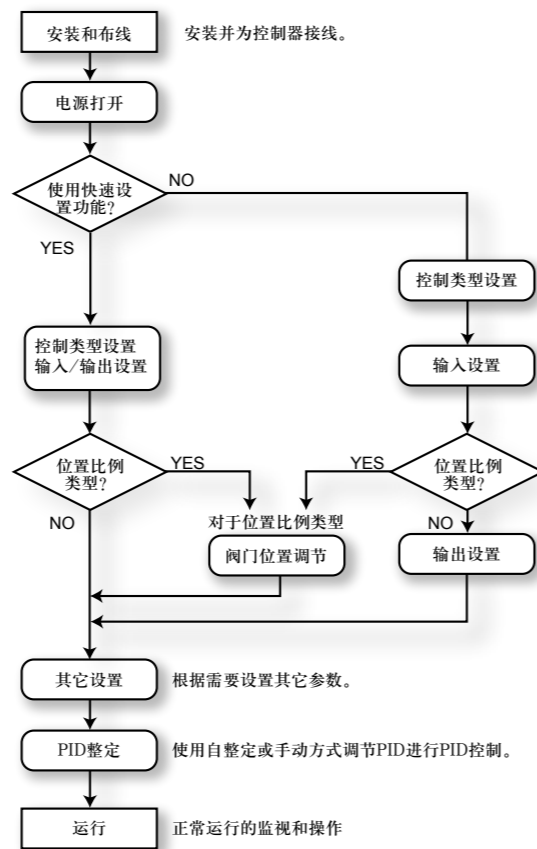 安装和布线
安装并为控制器接线。
电源打开
使用快速设
置功能?
NO
YES
控制类型设置
控制类型设置
输入/输出设置
输入设置
位置比例
类型?
YES
NO
YES
位置比例
类型?
NO
对于位置比例类型
阀门位置调节
输出设置
其它设置
根据需要设置其它参数。
PID整定
使用自整定或手动方式调节PID进行PID控制。
运行
正常运行的监视和操作